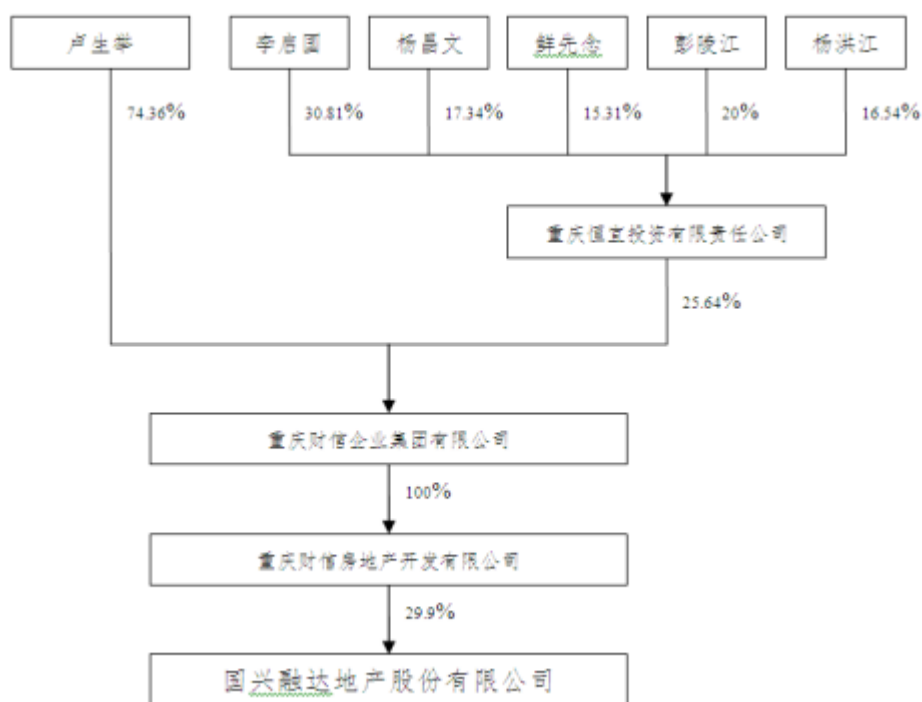 卢生举 李启国 杨昌文 鲜先念 彭陵江 杨洪江
74.36% 30.81% 17.34% 15.31% 20% 16.54%
重庆恒宜投资有限责任公司
25.64%
重庆财信企业集团有限公司
100%
重庆财信房地产开发有限公司
29.9%
国兴融达地产股份有限公司